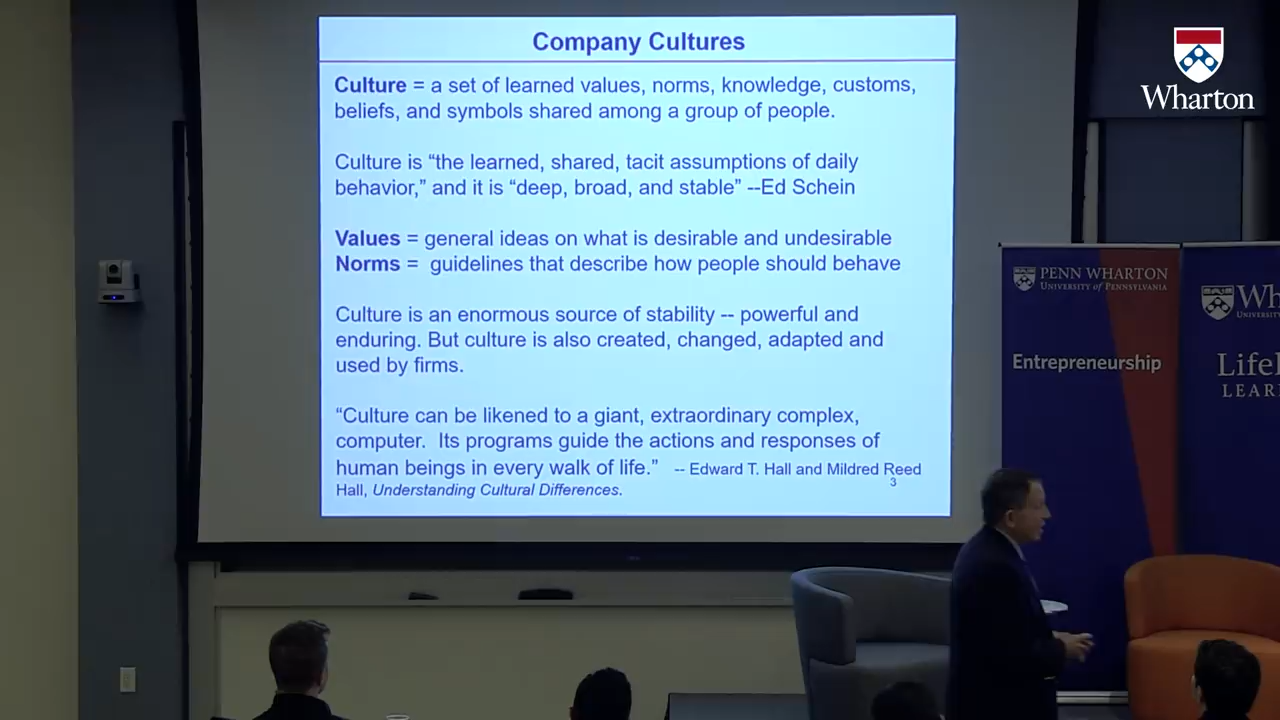 Company Cultures
Culture = a set of learned values, norms, knowledge, customs,
beliefs, and symbols shared among a group of people.
Culture is “the learned, shared, tacit assumptions of daily
behavior,” and it is “deep, broad, and stable” --Ed Schein
Values = general ideas on what is desirable and undesirable
Norms = guidelines that describe how people should behave
Culture is an enormous source of stability -- powerful and
enduring. But culture is also created, changed, adapted and
used by firms.
“Culture can be likened to a giant, extraordinary complex,
computer. Its programs guide the actions and responses of
human beings in every walk of life.” -- Edward T. Hall and Mildred Reed
Hall, Understanding Cultural Differences.
3
Wharton
PENN WHARTON
UNIVERSITY of PENNSYLVANIA
Entrepreneurship